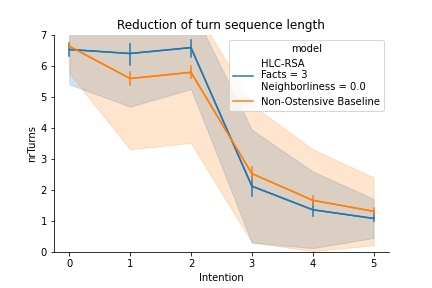 Reduction of turn sequence length
7
6
5
4
3
2
1
0
nrTurns
model
HLC-RSA
Facts = 3
Neighborliness = 0.0
Non-Ostensive Baseline
0 1 2 3 4 5
Intention